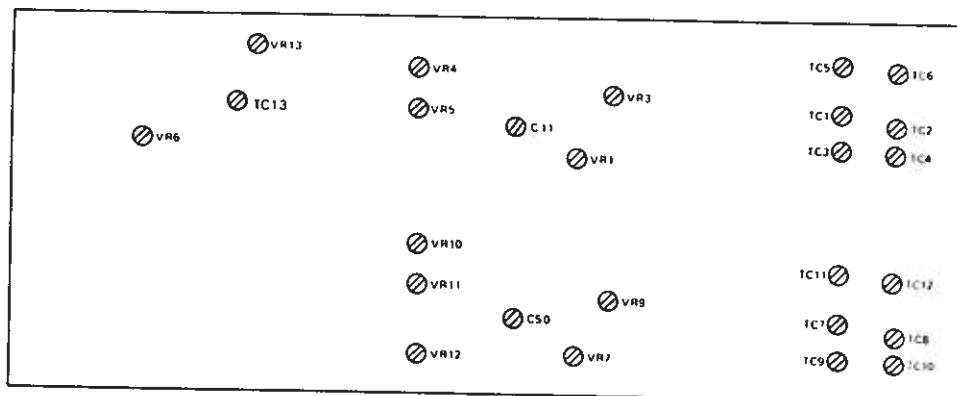 VR13
VR4
TC5
TC6
VR3
TC13
VR5
TC1
C11
TC2
VR6
TC3
VR1
TC4
VR10
TC11
VR11
TC12
VR9
C50
TC7
TC8
VR12
VR7
TC9
TC10